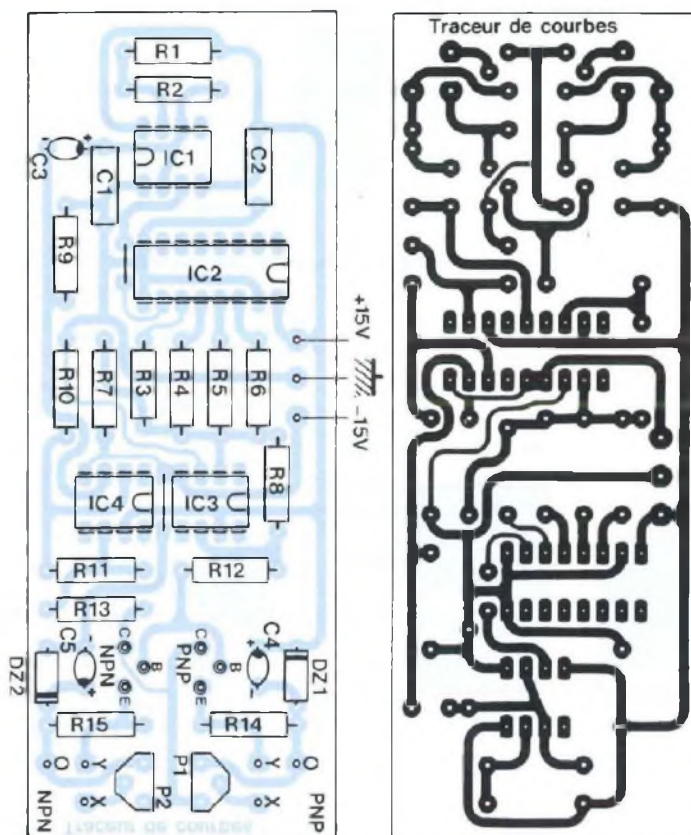 Traceur de courbes
R1
R2
C3
C1
IC1
C2
R9
IC2
+15V
-15V
R10
R7
R3
R4
R5
R6
R8
IC4
IC3
R11
R12
R13
C5
C
NPN
B
E
C
PNP
B
E
C4
DZ2
DZ1
R15
R14
O
Y
X
NPN
P2
P1
Y
O
X
PNP
Traceur de courbes